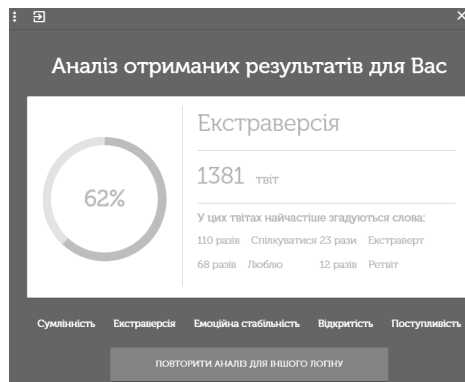 Аналіз отриманих результатів для Вас
Екстраверсія
62%
1381 твіт
У цих твітах найчастіше згадуються слова:
110 разів Спілкуватися 23 рази Екстраверт
68 разів Люблю 12 разів Ретвіт
Сумлінність Екстраверсія Емоційна стабільність Відкритість Поступливість
ПОВТОРИТИ АНАЛІЗ ДЛЯ ІНШОГО ЛОГІНУ